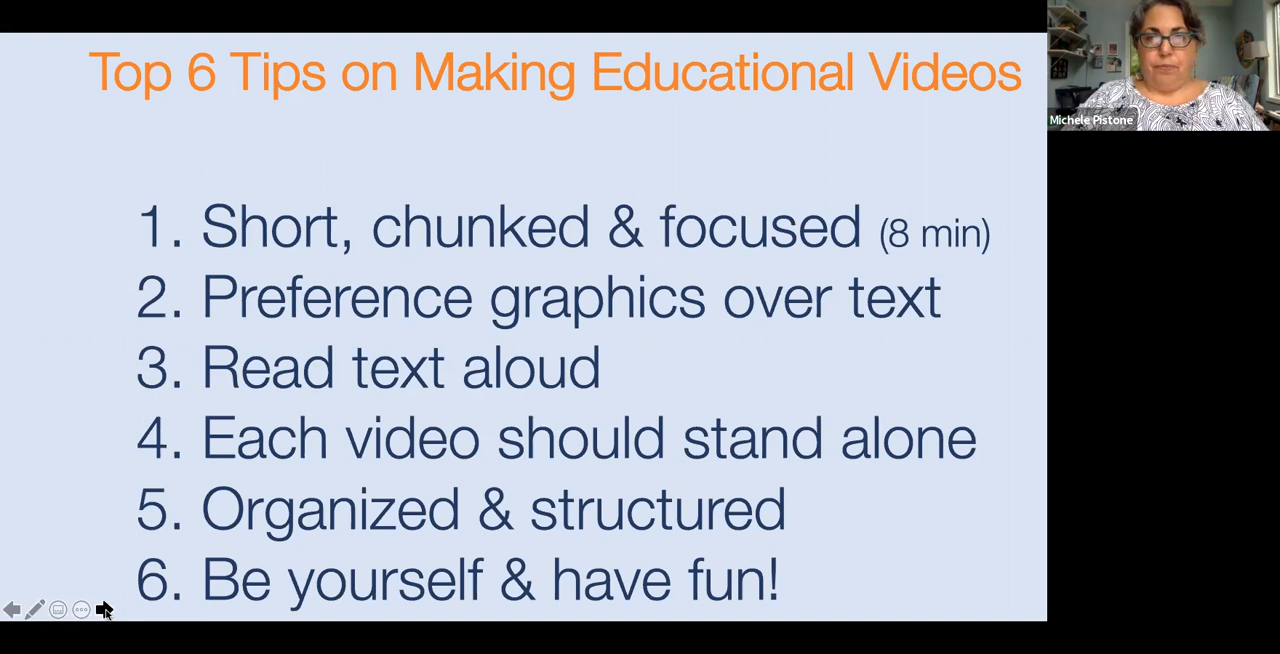 Top 6 Tips on Making Educational Videos
1. Short, chunked & focused (8 min)
2. Preference graphics over text
3. Read text aloud
4. Each video should stand alone
5. Organized & structured
6. Be yourself & have fun!
Michele Pistone